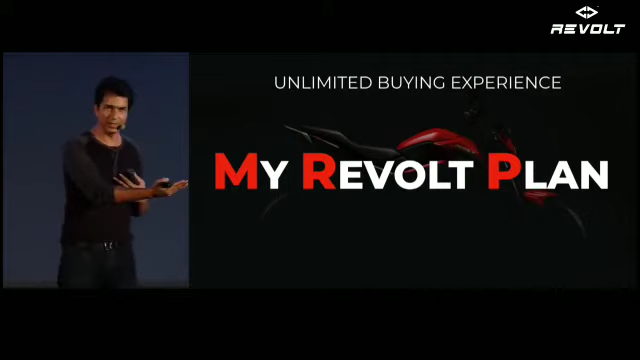 REVOLT
UNLIMITED BUYING EXPERIENCE
MY REVOLT PLAN